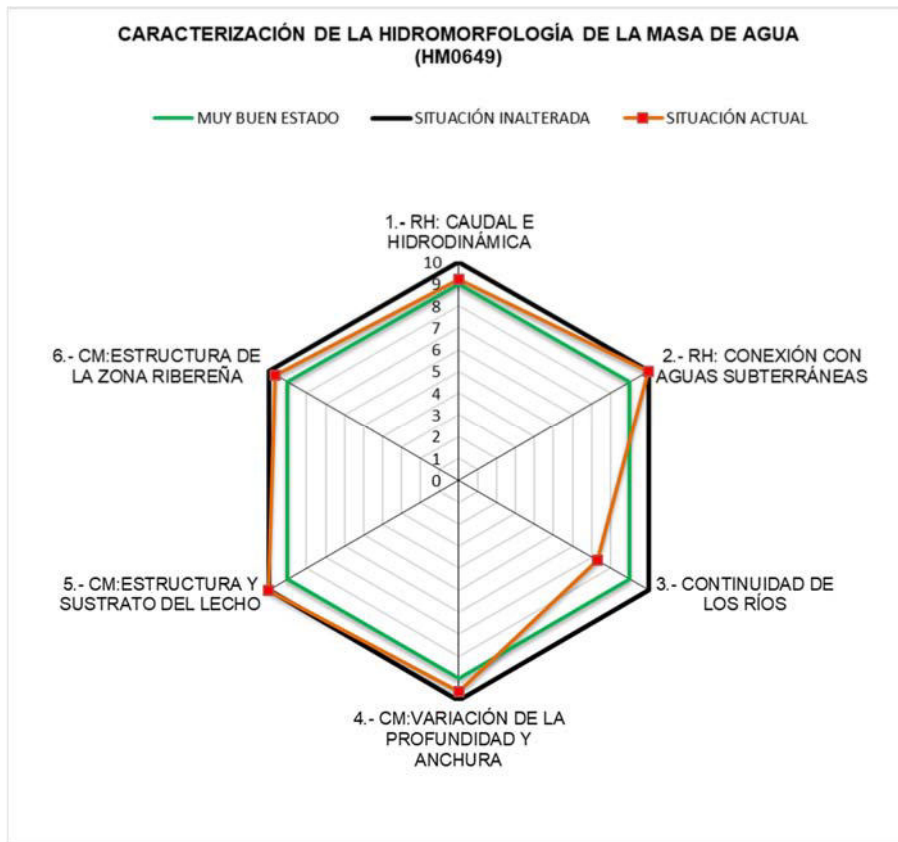 CARACTERIZACIÓN DE LA HIDROMORFOLOGÍA DE LA MASA DE AGUA
(HM0649)
MUY BUEN ESTADO
SITUACIÓN INALTERADA
SITUACIÓN ACTUAL
1.- RH: CAUDAL E
HIDRODINÁMICA
10
9
8
7
6
5
4
3
2
1
0
2.- RH: CONEXIÓN CON
AGUAS SUBTERRÁNEAS
3.- CONTINUIDAD DE
LOS RÍOS
4.- CM:VARIACIÓN DE LA
PROFUNDIDAD Y
ANCHURA
5.- CM:ESTRUCTURA Y
SUSTRATO DEL LECHO
6.- CM:ESTRUCTURA DE
LA ZONA RIBEREÑA